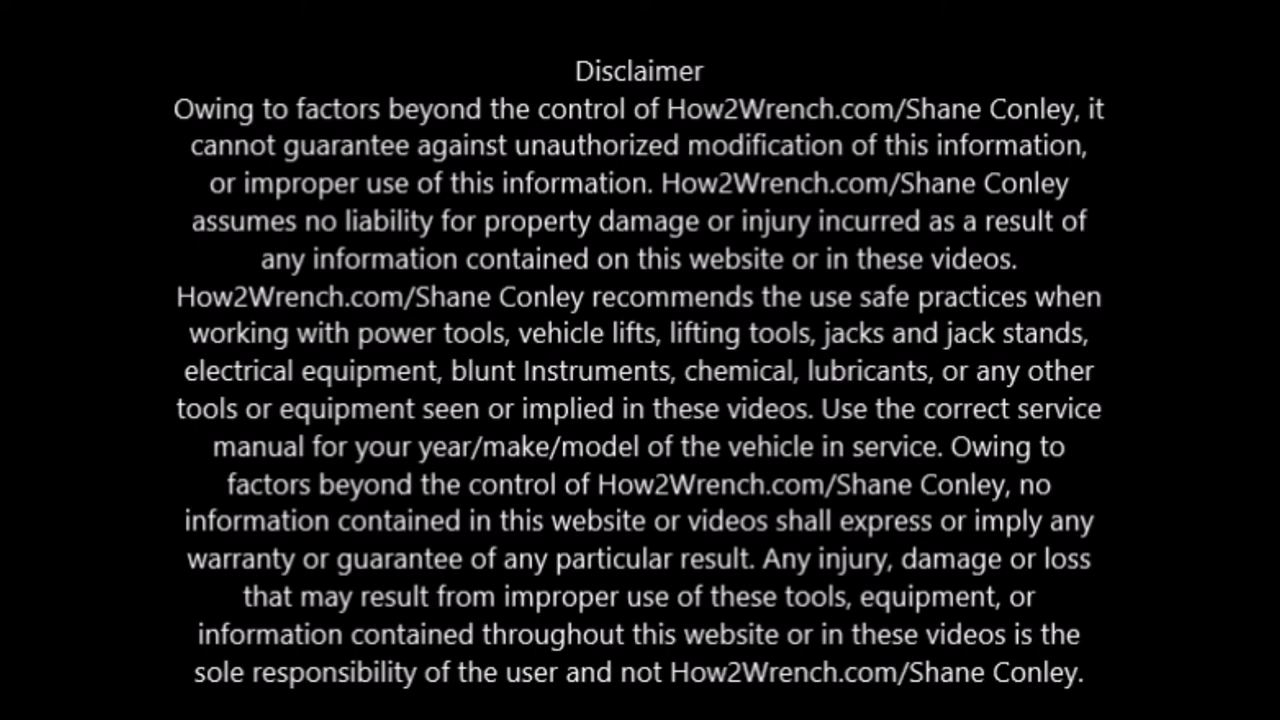 Disclaimer
Owing to factors beyond the control of How2Wrench.com/Shane Conley, it
cannot guarantee against unauthorized modification of this information,
or improper use of this information. How2Wrench.com/Shane Conley
assumes no liability for property damage or injury incurred as a result of
any information contained on this website or in these videos.
How2Wrench.com/Shane Conley recommends the use safe practices when
working with power tools, vehicle lifts, lifting tools, jacks and jack stands,
electrical equipment, blunt Instruments, chemical, lubricants, or any other
tools or equipment seen or implied in these videos. Use the correct service
manual for your year/make/model of the vehicle in service. Owing to
factors beyond the control of How2Wrench.com/Shane Conley, no
information contained in this website or videos shall express or imply any
warranty or guarantee of any particular result. Any injury, damage or loss
that may result from improper use of these tools, equipment, or
information contained throughout this website or in these videos is the
sole responsibility of the user and not How2Wrench.com/Shane Conley.